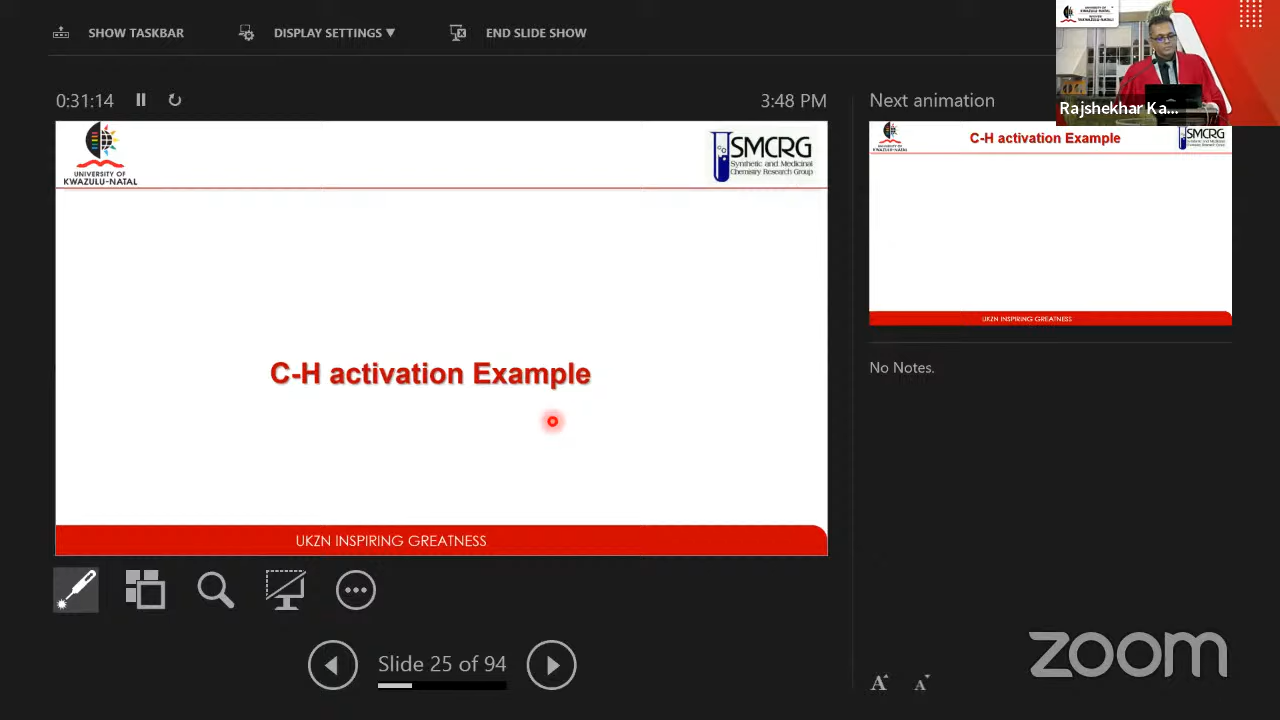 SHOW TASKBAR
DISPLAY SETTINGS ▼
END SLIDE SHOW
Rajshekhar Ka...
0:31:14
3:48 PM
UNIVERSITY OF
KWAZULU-NATAL
SMCRG
Synthetic and Medicinal
Chemistry Research Group
C-H activation Example
UKZN INSPIRING GREATNESS
Slide 25 of 94
Next animation
C-H activation Example
SMCRG
UKZN INSPIRING GREATNESS
No Notes.
A A
zoom